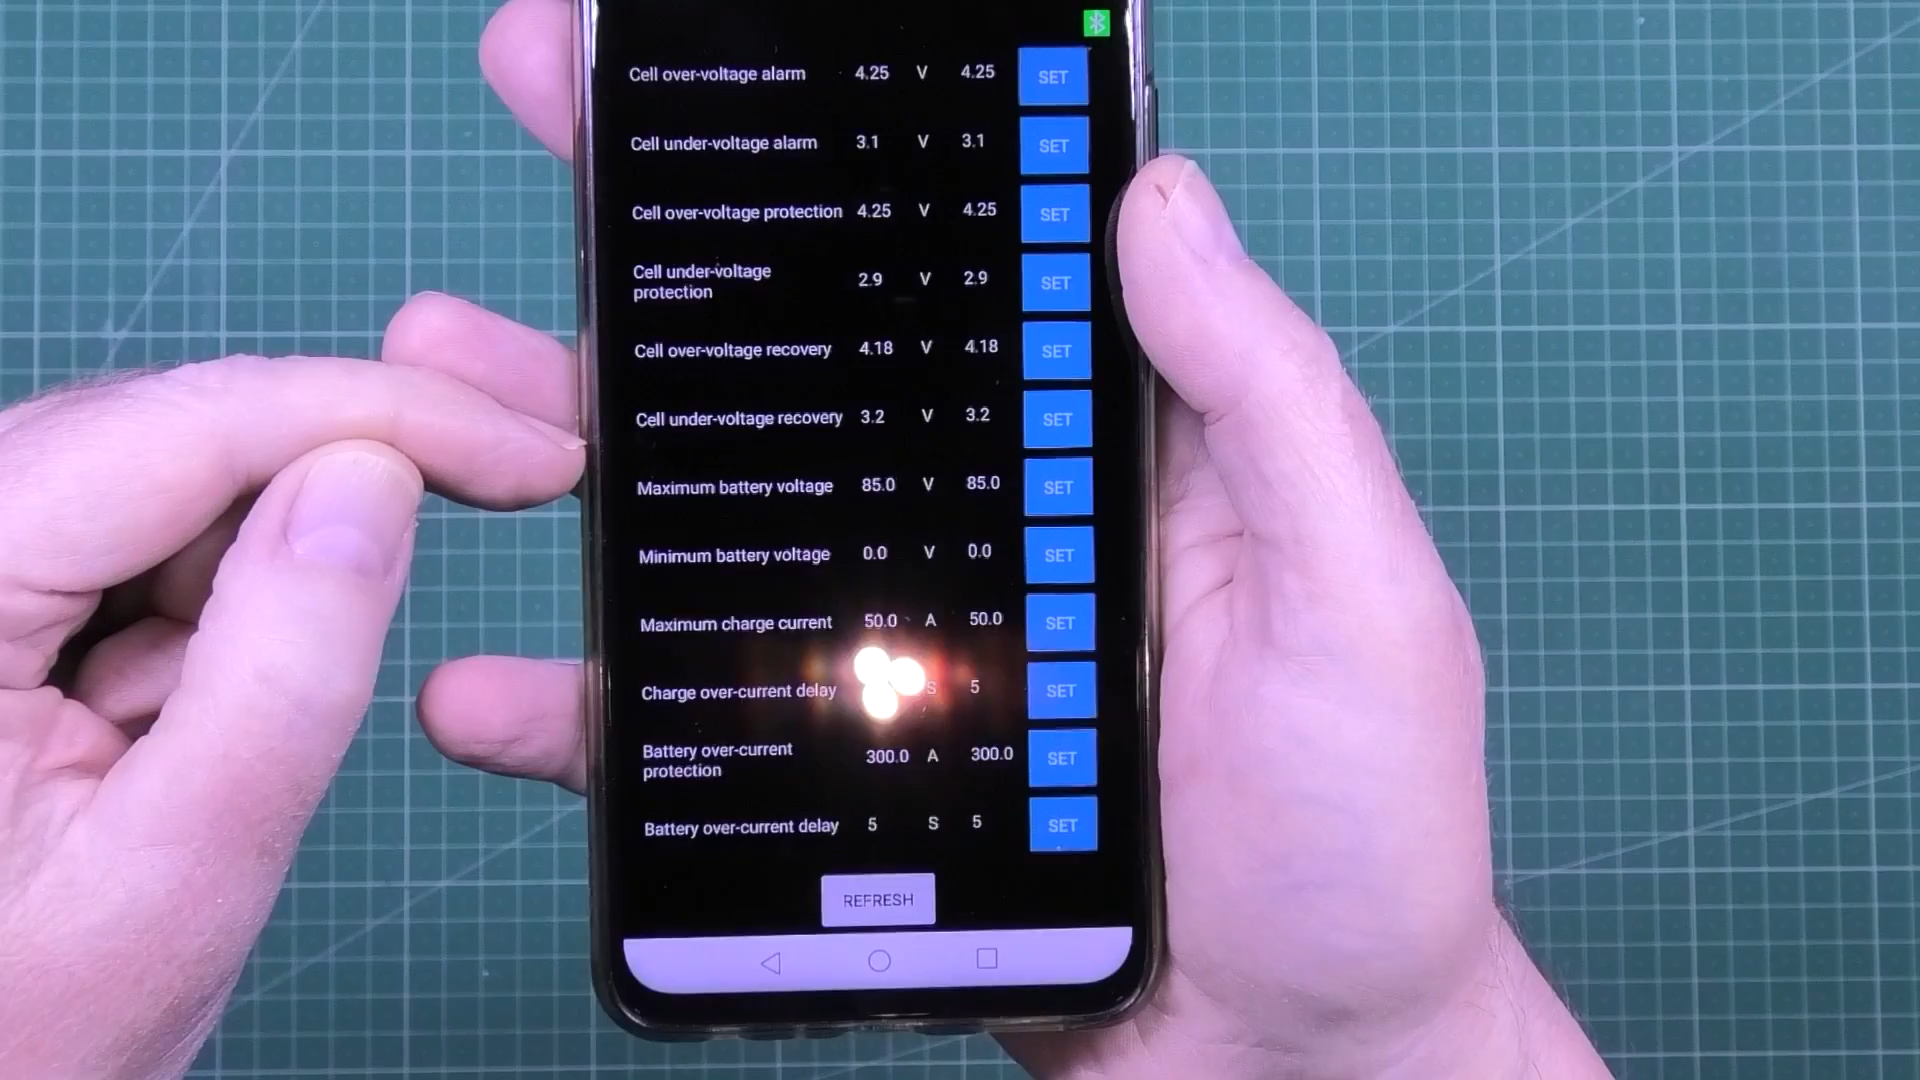 Cell over-voltage alarm 4.25 V 4.25 SET
Cell under-voltage alarm 3.1 V 3.1 SET
Cell over-voltage protection 4.25 V 4.25 SET
Cell under-voltage
protection 2.9 V 2.9 SET
Cell over-voltage recovery 4.18 V 4.18 SET
Cell under-voltage recovery 3.2 V 3.2 SET
Maximum battery voltage 85.0 V 85.0 SET
Minimum battery voltage 0.0 V 0.0 SET
Maximum charge current 50.0 A 50.0 SET
Charge over-current delay S 5 SET
Battery over-current
protection 300.0 A 300.0 SET
Battery over-current delay 5 S 5 SET
REFRESH